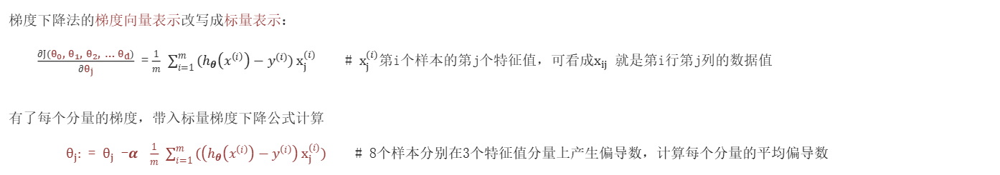 梯度下降法的梯度向量表示改写成标量表示：
∂J(θ₀, θ₁, θ₂, … θd)/∂θⱼ = 1/m ∑ᵢ₌₁ᵐ (hθ(x⁽ⁱ⁾) − y⁽ⁱ⁾) xⱼ⁽ⁱ⁾ # xⱼ⁽ⁱ⁾第i个样本的第j个特征值，可看成xᵢⱼ 就是第i行第j列的数据值
有了每个分量的梯度，带入标量梯度下降公式计算
θⱼ: = θⱼ −α 1/m ∑ᵢ₌₁ᵐ ((hθ(x⁽ⁱ⁾) − y⁽ⁱ⁾) xⱼ⁽ⁱ⁾) # 8个样本分别在3个特征值分量上产生偏导数，计算每个分量的平均偏导数